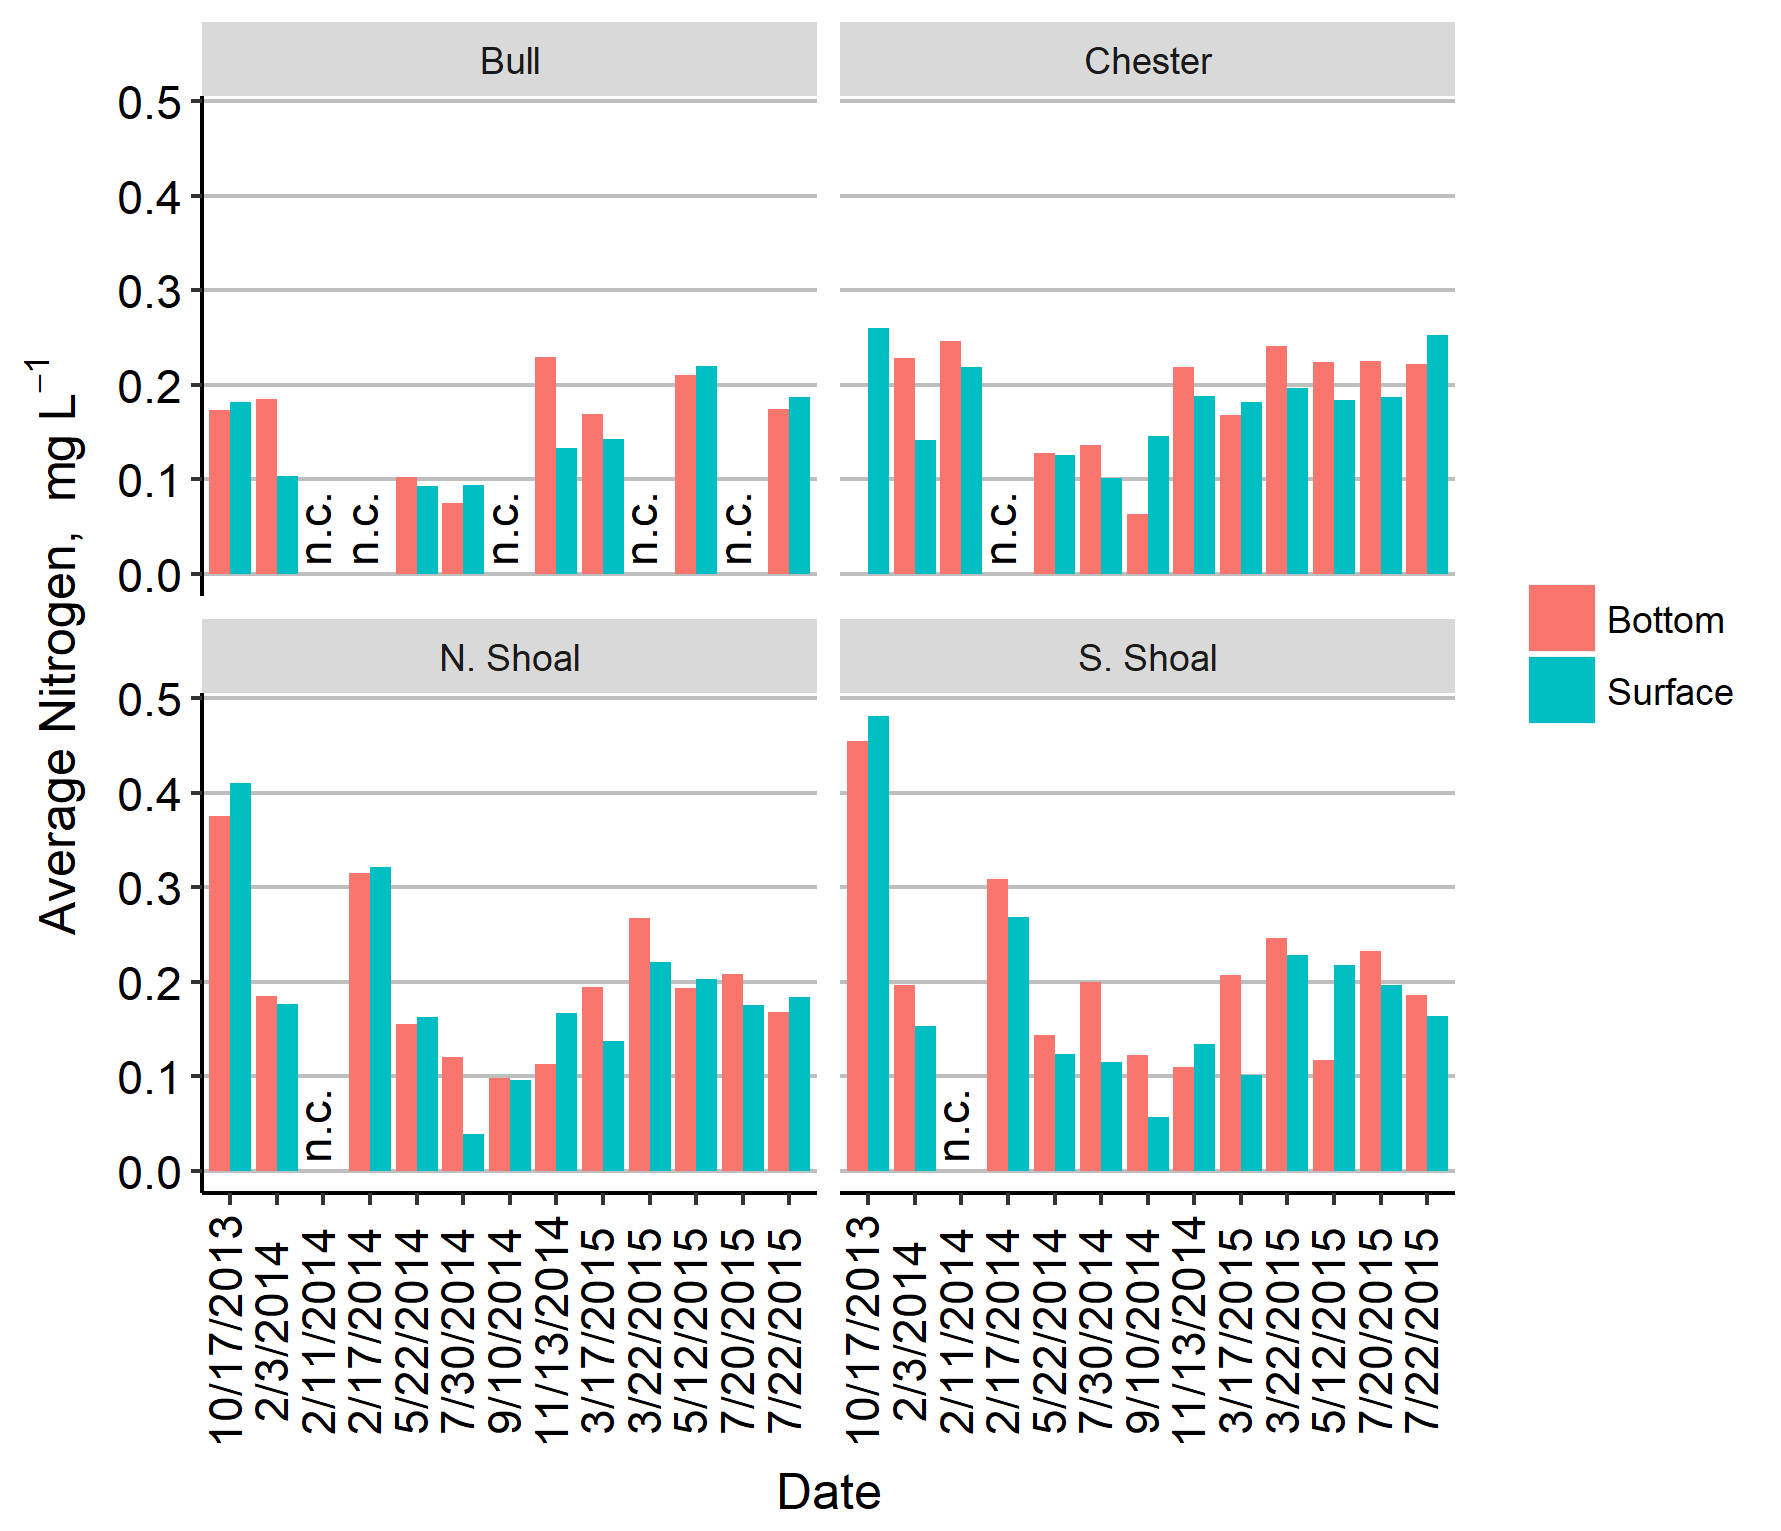 Bull
Chester
0.5
0.4
0.3
0.2
0.1
0.0
n.c.
n.c.
n.c.
n.c.
n.c.
n.c.
Average Nitrogen, mg L⁻¹
N. Shoal
S. Shoal
0.5
0.4
0.3
0.2
0.1
0.0
n.c.
n.c.
Bottom
Surface
10/17/2013
2/3/2014
2/11/2014
2/17/2014
5/22/2014
7/30/2014
9/10/2014
11/13/2014
3/17/2015
3/22/2015
5/12/2015
7/20/2015
7/22/2015
10/17/2013
2/3/2014
2/11/2014
2/17/2014
5/22/2014
7/30/2014
9/10/2014
11/13/2014
3/17/2015
3/22/2015
5/12/2015
7/20/2015
7/22/2015
Date